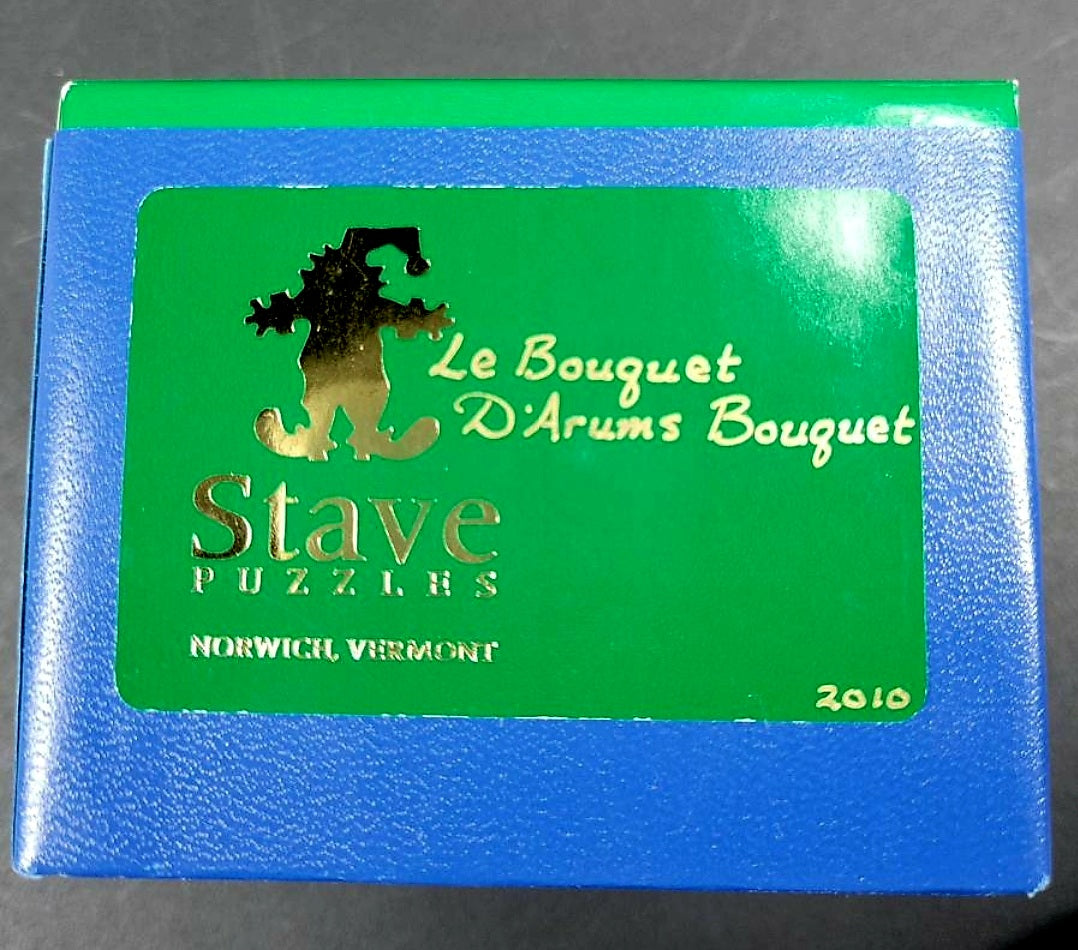 Le Bouquet
D'Arums Bouquet
Stave
PUZZLES
NORWICH, VERMONT
2010